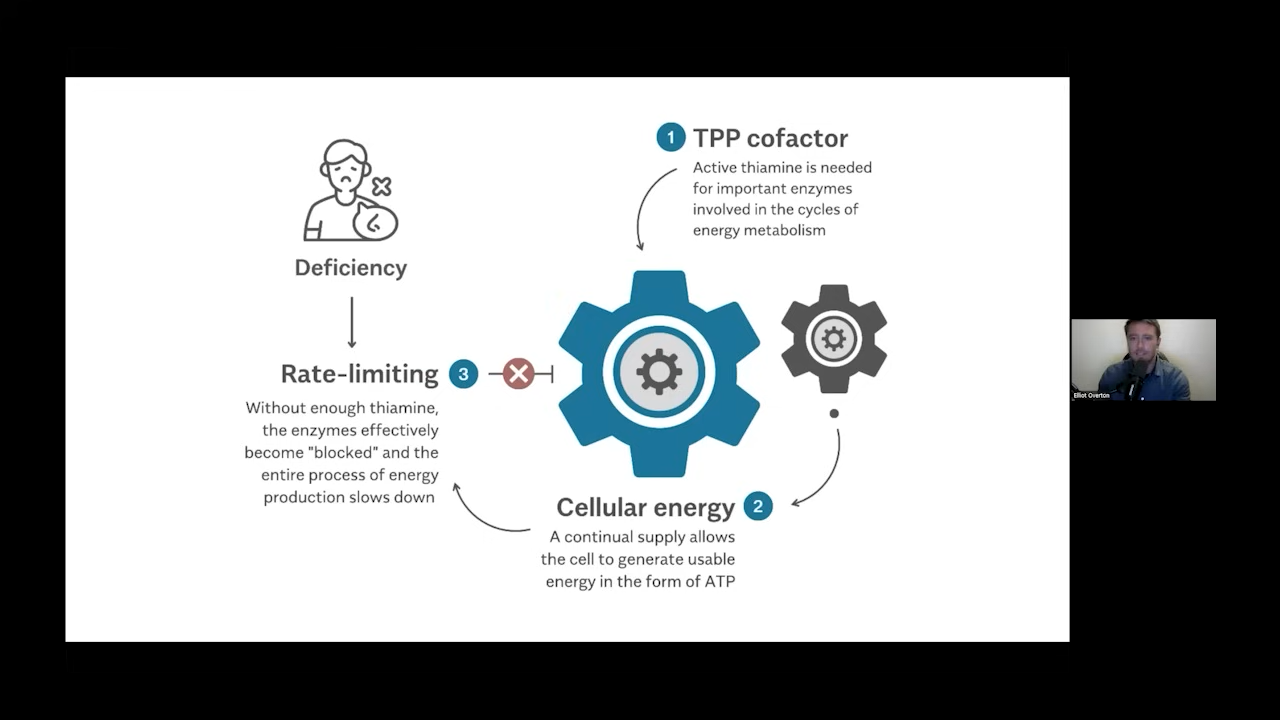 1 TPP cofactor
Active thiamine is needed
for important enzymes
involved in the cycles of
energy metabolism
Deficiency
Rate-limiting 3
Without enough thiamine,
the enzymes effectively
become "blocked" and the
entire process of energy
production slows down
Cellular energy 2
A continual supply allows
the cell to generate usable
energy in the form of ATP
Elliot Overton